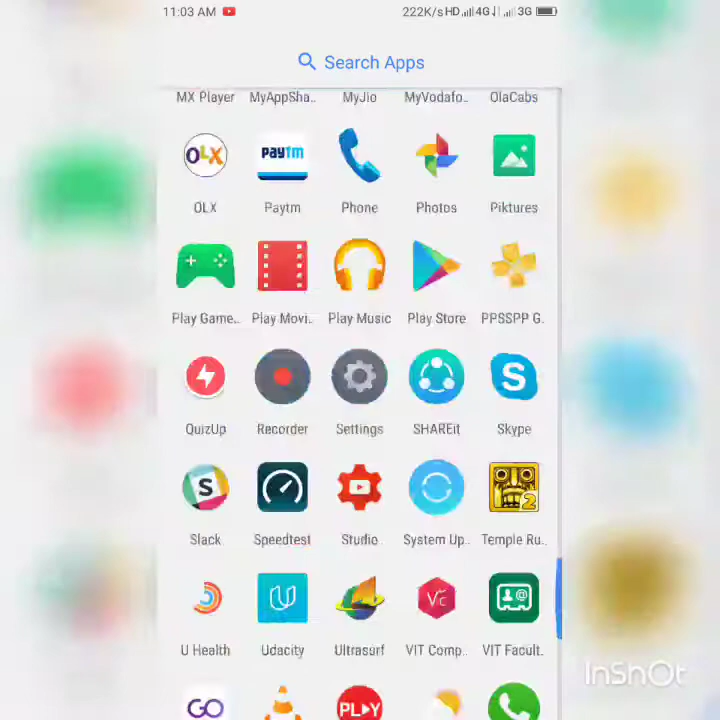 11:03 AM 222K/s HD 4G 3G
Search Apps
MX Player MyAppSha.. MyJio MyVodafo.. OlaCabs
OLX paytm
OLX Paytm Phone Photos Piktures
Play Game.. Play Movi.. Play Music Play Store PPSSPP G.
S
QuizUp Recorder Settings SHAREit Skype
S 2
Slack Speedtest Studio System Up.. Temple Ru..
U VC
U Health Udacity Ultrasurf VIT Comp.. VIT Facult.
InShOt
GO PLAY